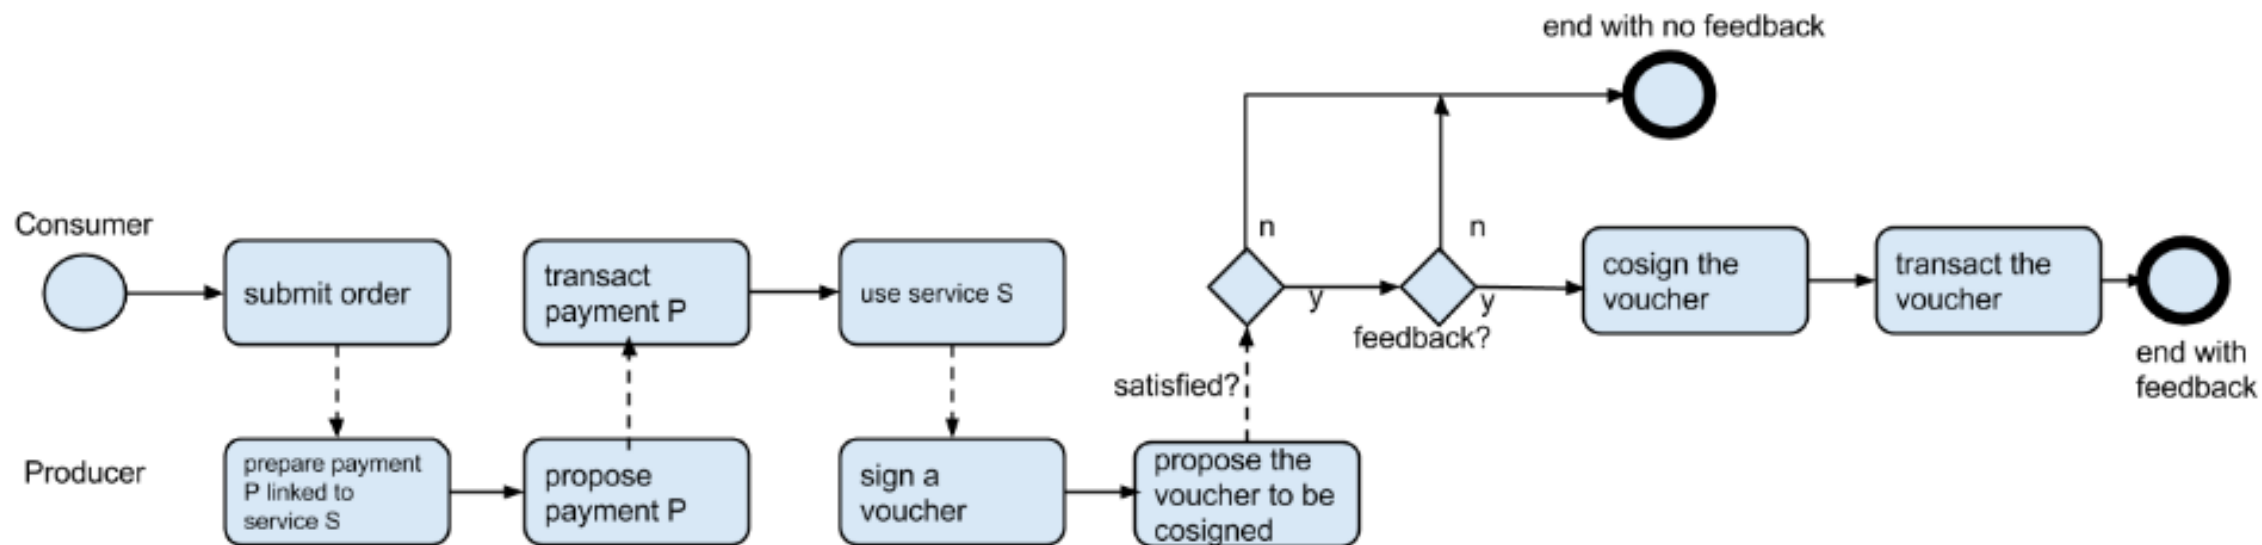 end with no feedback
Consumer
submit order
transact
payment P
use service S
n
y
n
y
feedback?
cosign the
voucher
transact the
voucher
end with
feedback
satisfied?
Producer
prepare payment
P linked to
service S
propose
payment P
sign a
voucher
propose the
voucher to be
cosigned